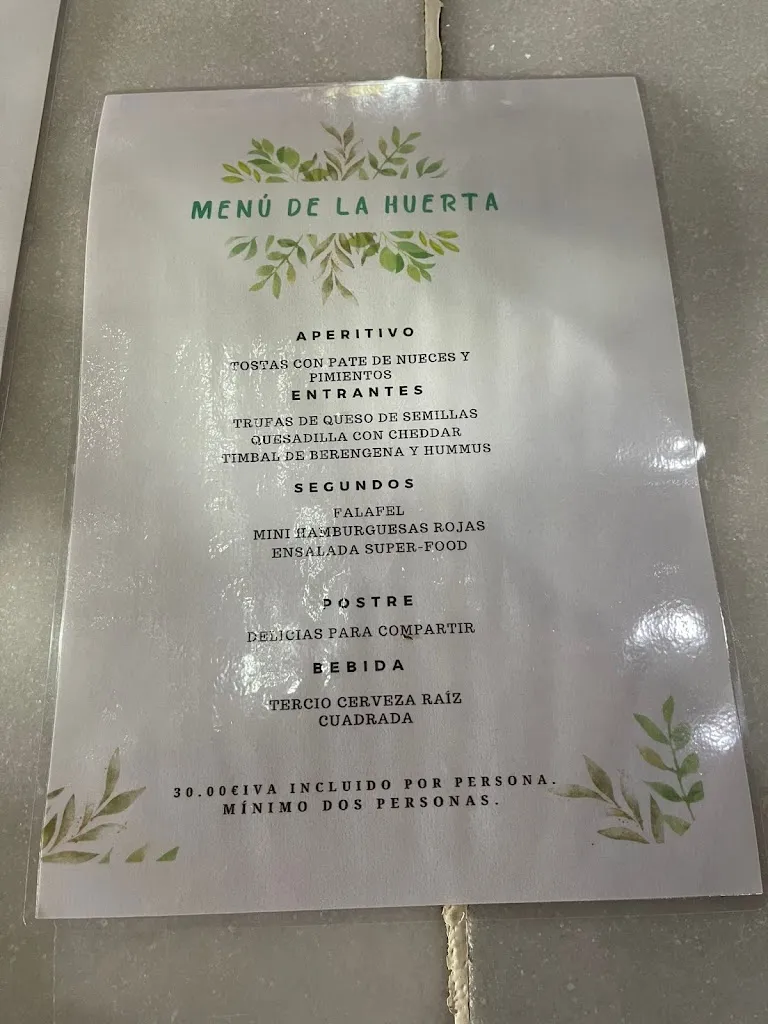 MENÚ DE LA HUERTA
APERITIVO
TOSTAS CON PATE DE NUECES Y
PIMIENTOS
ENTRANTES
TRUFAS DE QUESO DE SEMILLAS
QUESADILLA CON CHEDDAR
TIMBAL DE BERENGENA Y HUMMUS
SEGUNDOS
FALAFEL
MINI HAMBURGUESAS ROJAS
ENSALADA SUPER-FOOD
POSTRE
DELICIAS PARA COMPARTIR
BEBIDA
TERCIO CERVEZA RAÍZ
CUADRADA
30.00€IVA INCLUIDO POR PERSONA.
MÍNIMO DOS PERSONAS.